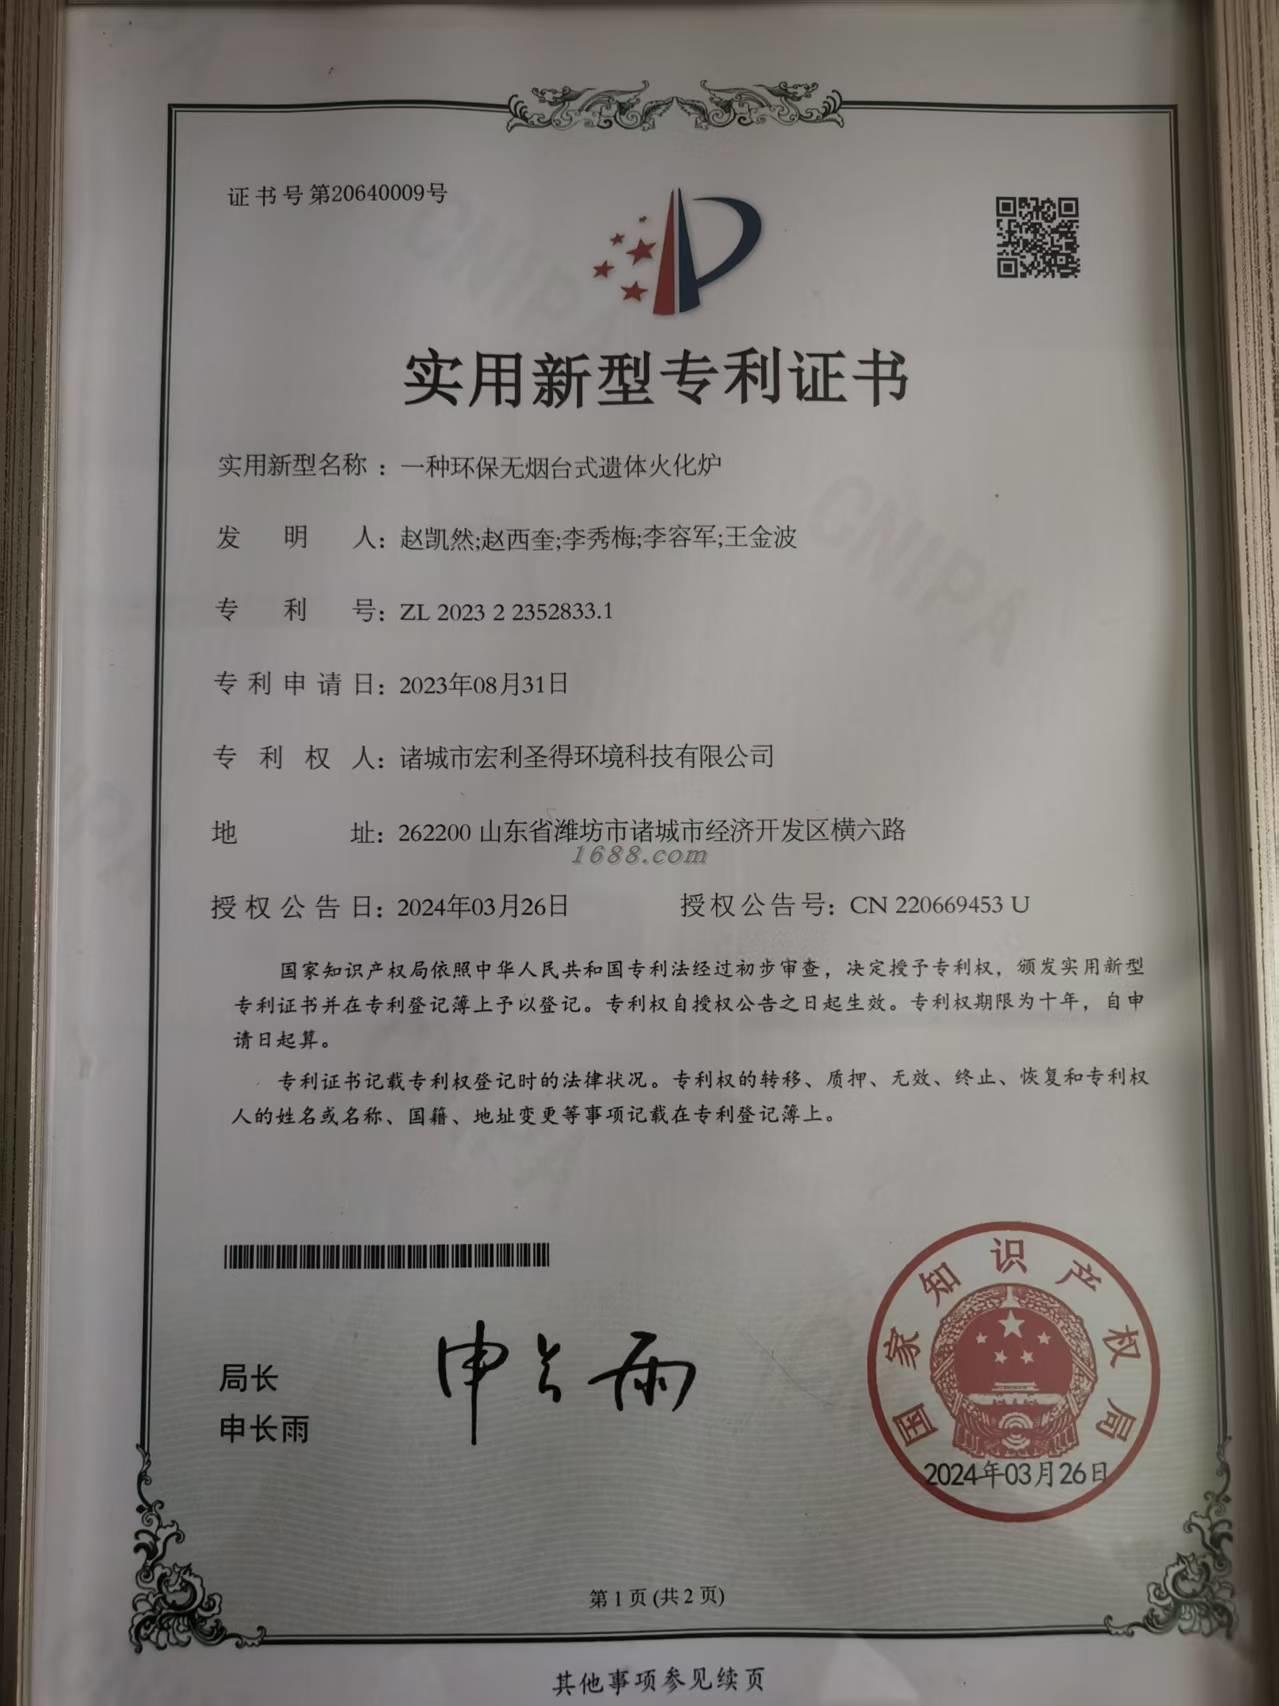 证书号第20640009号
实用新型专利证书
实用新型名称：一种环保无烟台式遗体火化炉
发明人：赵凯然;赵西奎;李秀梅;李容军;王金波
专利号：ZL 2023 2 2352833.1
专利申请日：2023年08月31日
专利权人：诸城市宏利圣得环境科技有限公司
地址：262200 山东省潍坊市诸城市经济开发区横六路
1688.com
授权公告日：2024年03月26日 授权公告号：CN 220669453 U
国家知识产权局依照中华人民共和国专利法经过初步审查，决定授予专利权，颁发实用新型
专利证书并在专利登记簿上予以登记。专利权自授权公告之日起生效。专利权期限为十年，自申
请日起算。
专利证书记载专利权登记时的法律状况。专利权的转移、质押、无效、终止、恢复和专利权
人的姓名或名称、国籍、地址变更等事项记载在专利登记簿上。
局长
申长雨
申长雨
国家知识产权局
2024年03月26日
第 1 页 (共 2 页)
其他事项参见续页
CNIPA
CNIPA
CNIPA